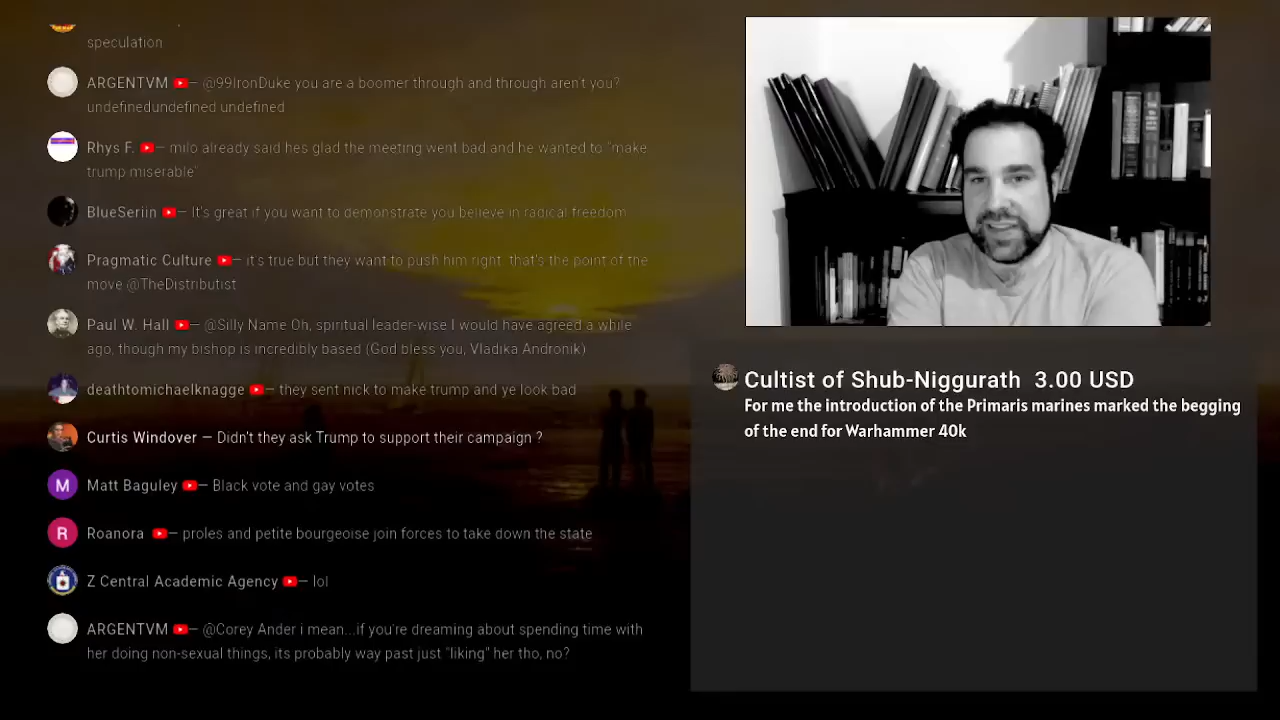 speculation
ARGENTVM — @99IronDuke you are a boomer through and through aren't you?
undefinedundefined undefined
Rhys F. — milo already said hes glad the meeting went bad and he wanted to "make
trump miserable"
BlueSeriin — It's great if you want to demonstrate you believe in radical freedom
Pragmatic Culture — it's true but they want to push him right. that's the point of the
move @TheDistributist
Paul W. Hall — @Silly Name Oh, spiritual leader-wise I would have agreed a while
ago, though my bishop is incredibly based (God bless you, Vladika Andronik)
deathtomichaelknagge — they sent nick to make trump and ye look bad
Curtis Windover — Didn't they ask Trump to support their campaign ?
M
Matt Baguley — Black vote and gay votes
R
Roanora — proles and petite bourgeoise join forces to take down the state
Z Central Academic Agency — lol
ARGENTVM — @Corey Ander i mean...if you're dreaming about spending time with
her doing non-sexual things, its probably way past just "liking" her tho, no?
Cultist of Shub-Niggurath 3.00 USD
For me the introduction of the Primaris marines marked the begging
of the end for Warhammer 40k